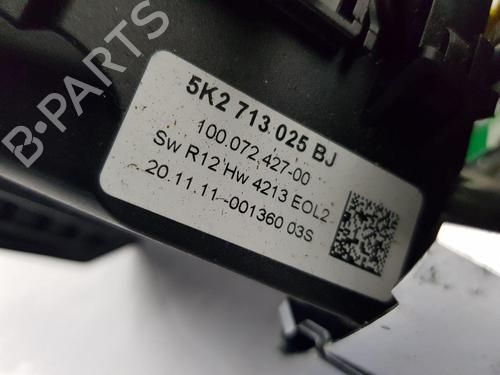 B-PARTS
5K2 713 025 BJ
100.072.427-00
Sw R12 Hw 4213 EOL2
20.11.11-001360 03S